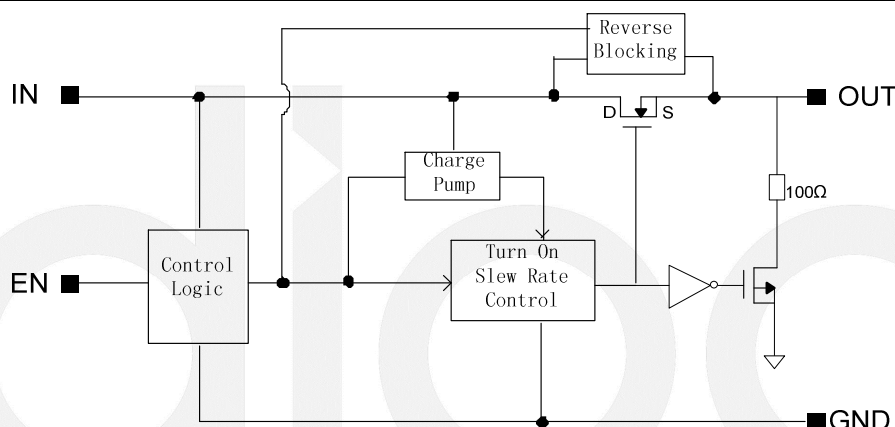 Reverse
Blocking
IN
D
S
OUT
Charge
Pump
100Ω
Control
Logic
Turn On
Slew Rate
Control
EN
GND